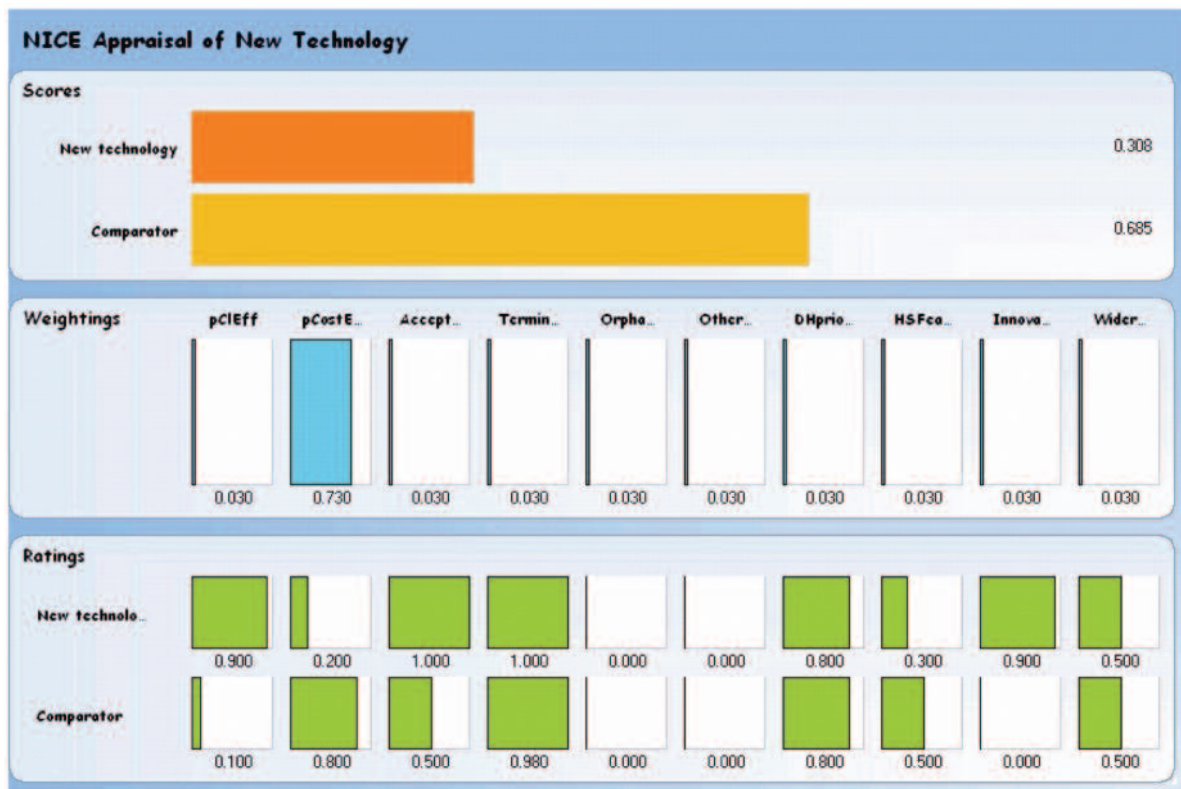 NICE Appraisal of New Technology
Scores
New technology 0.308
Comparator 0.685
Weightings pClEff pCostE... Accept... Termin... Orpha... Other... DHprio... HSFca... Innova... Wider...
0.030 0.730 0.030 0.030 0.030 0.030 0.030 0.030 0.030 0.030
Ratings
New technolo...
0.900 0.200 1.000 1.000 0.000 0.000 0.800 0.300 0.900 0.500
Comparator
0.100 0.800 0.500 0.980 0.000 0.000 0.800 0.500 0.000 0.500